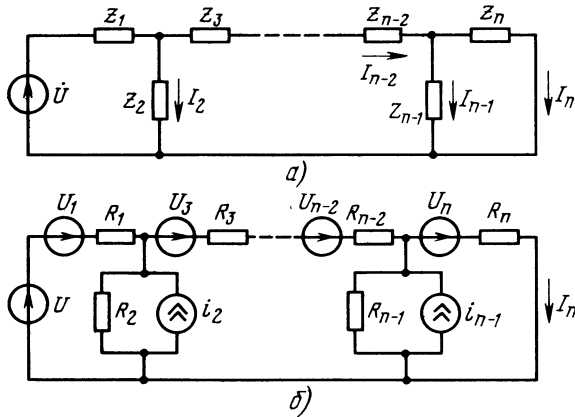 Z1 Z3 Zn-2 Zn
U̇ Z2 I2 In-2 Zn-1 In-1 In
а)
U1 R1 U3 R3 Un-2 Rn-2 Un Rn
U R2 i2 Rn-1 in-1 In
б)